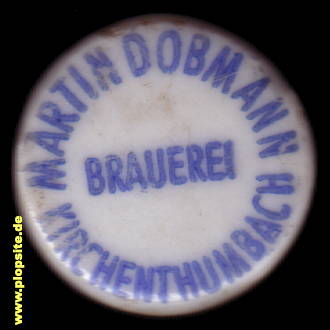 MARTIN DOBMANN
BRAUEREI
KIRCHENTHUMBACH
www.plopsite.de